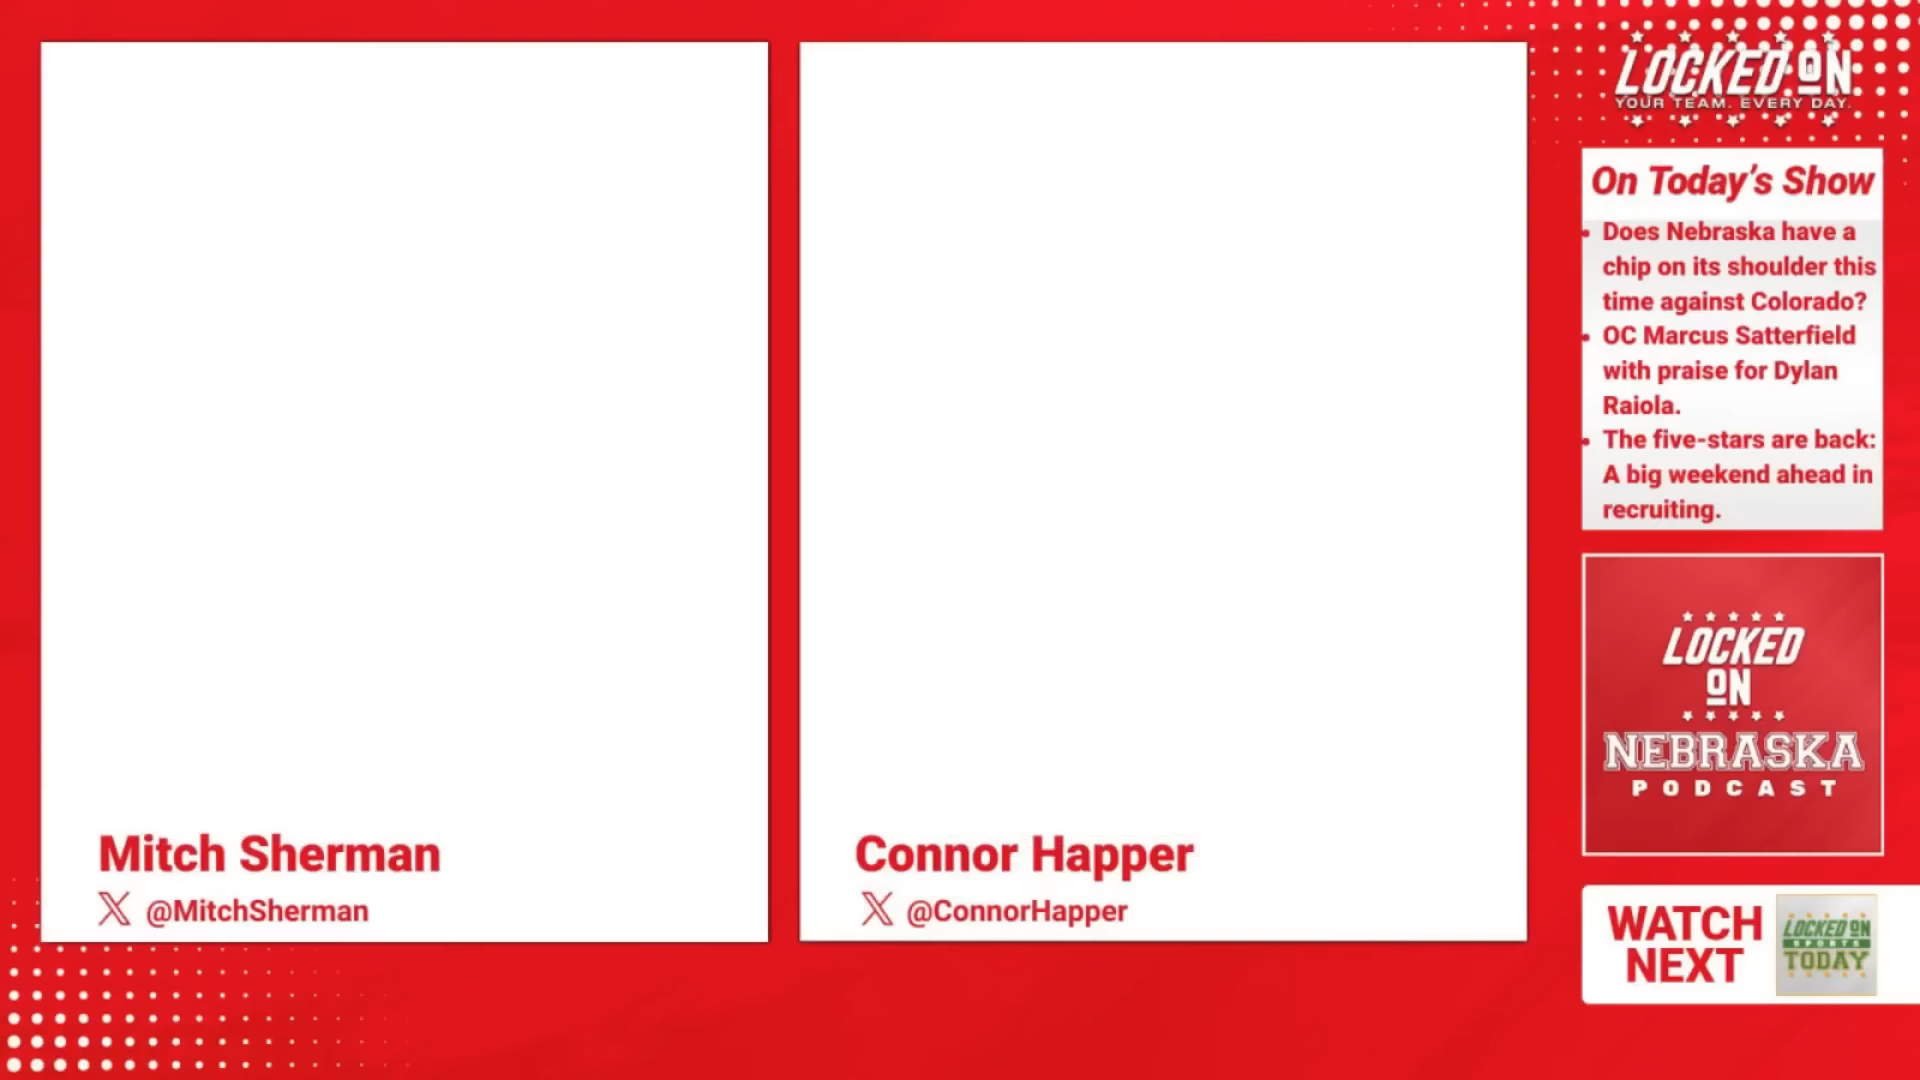 LOCKED ON
YOUR TEAM. EVERY DAY.
On Today's Show
• Does Nebraska have a
chip on its shoulder this
time against Colorado?
• OC Marcus Satterfield
with praise for Dylan
Raiola.
• The five-stars are back:
A big weekend ahead in
recruiting.
LOCKED
ON
NEBRASKA
PODCAST
Mitch Sherman
X @MitchSherman
Connor Happer
X @ConnorHapper
WATCH
NEXT
LOCKED ON
SPORTS
TODAY